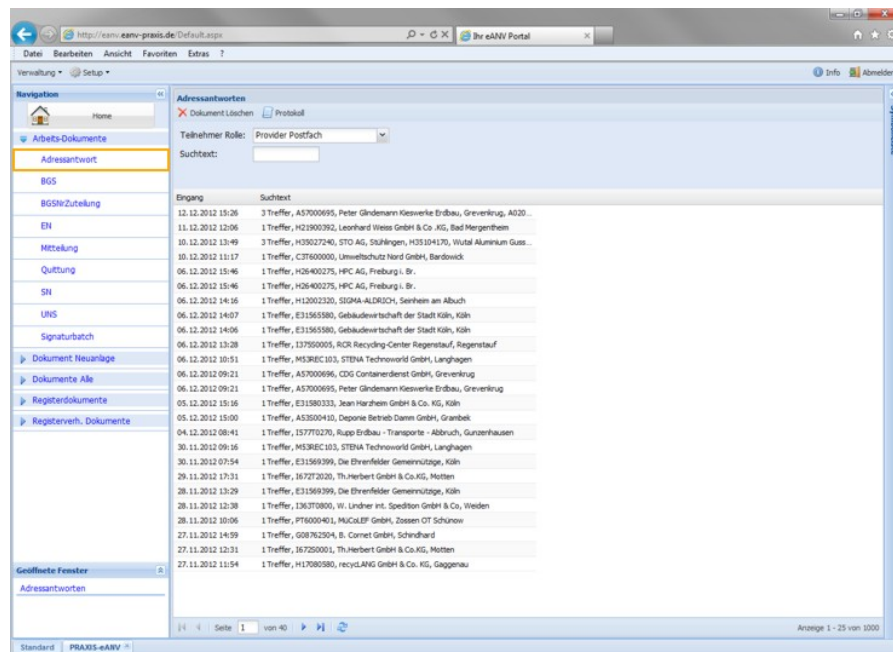 http://eanv.eanv-praxis.de/Default.aspx
Ihr eANV Portal
Datei Bearbeiten Ansicht Favoriten Extras ?
Verwaltung Setup
Info Abmelden
Navigation
Home
Arbeits-Dokumente
Adressantwort
BGS
BGSNrZuteilung
EN
Mitteilung
Quittung
SN
UNS
Signaturbatch
Dokument Neuanlage
Dokumente Alle
Registerdokumente
Registerverh. Dokumente
Geöffnete Fenster
Adressantworten
Adressantworten
Dokument Löschen Protokoll
Teilnehmer Rolle: Provider Postfach
Suchtext:
Eingang Suchtext
12.12.2012 15:26 3 Treffer, A57000695, Peter Glindemann Kieswerke Erdbau, Grevenkrug, A020...
11.12.2012 12:06 1 Treffer, H21900392, Leonhard Weiss GmbH & Co .KG, Bad Mergentheim
10.12.2012 13:49 3 Treffer, H35027240, STO AG, Stühlingen, H35104170, Wutal Aluminium Guss...
10.12.2012 11:17 1 Treffer, C3T600000, Umweltschutz Nord GmbH, Bardowick
06.12.2012 15:46 1 Treffer, H26400275, HPC AG, Freiburg i. Br.
06.12.2012 15:46 1 Treffer, H26400275, HPC AG, Freiburg i. Br.
06.12.2012 14:16 1 Treffer, H12002320, SIGMA-ALDRICH, Seinheim am Albuch
06.12.2012 14:07 1 Treffer, E31565580, Gebäudewirtschaft der Stadt Köln, Köln
06.12.2012 14:06 1 Treffer, E31565580, Gebäudewirtschaft der Stadt Köln, Köln
06.12.2012 13:28 1 Treffer, I37550005, RCR Recycling-Center Regenstauf, Regenstauf
06.12.2012 10:51 1 Treffer, M53REC103, STENA Technoworld GmbH, Langhagen
06.12.2012 09:21 1 Treffer, A57000696, CDG Containerdienst GmbH, Grevenkrug
06.12.2012 09:21 1 Treffer, A57000695, Peter Glindemann Kieswerke Erdbau, Grevenkrug
05.12.2012 15:16 1 Treffer, E31580333, Jean Harzheim GmbH & Co. KG, Köln
05.12.2012 15:00 1 Treffer, A53S00410, Deponie Betrieb Damm GmbH, Grambek
04.12.2012 08:41 1 Treffer, I577T0270, Rupp Erdbau - Transporte - Abbruch, Gunzenhausen
30.11.2012 09:16 1 Treffer, M53REC103, STENA Technoworld GmbH, Langhagen
30.11.2012 07:54 1 Treffer, E31569399, Die Ehrenfelder Gemeinnützige, Köln
29.11.2012 17:31 1 Treffer, I672T2020, Th.Herbert GmbH & Co.KG, Motten
28.11.2012 13:29 1 Treffer, E31569399, Die Ehrenfelder Gemeinnützige, Köln
28.11.2012 12:38 1 Treffer, I363T0800, W. Lindner int. Spedition GmbH & Co, Weiden
28.11.2012 10:06 1 Treffer, PT6000401, MüCoLEF GmbH, Zossen OT Schünow
27.11.2012 14:59 1 Treffer, G08762504, B. Cornet GmbH, Schindhard
27.11.2012 12:31 1 Treffer, I67250001, Th.Herbert GmbH & Co.KG, Motten
27.11.2012 11:54 1 Treffer, H17080580, recycLANG GmbH & Co. KG, Gaggenau
Seite 1 von 40
Anzeige 1 - 25 von 1000
Standard PRAXIS-eANV